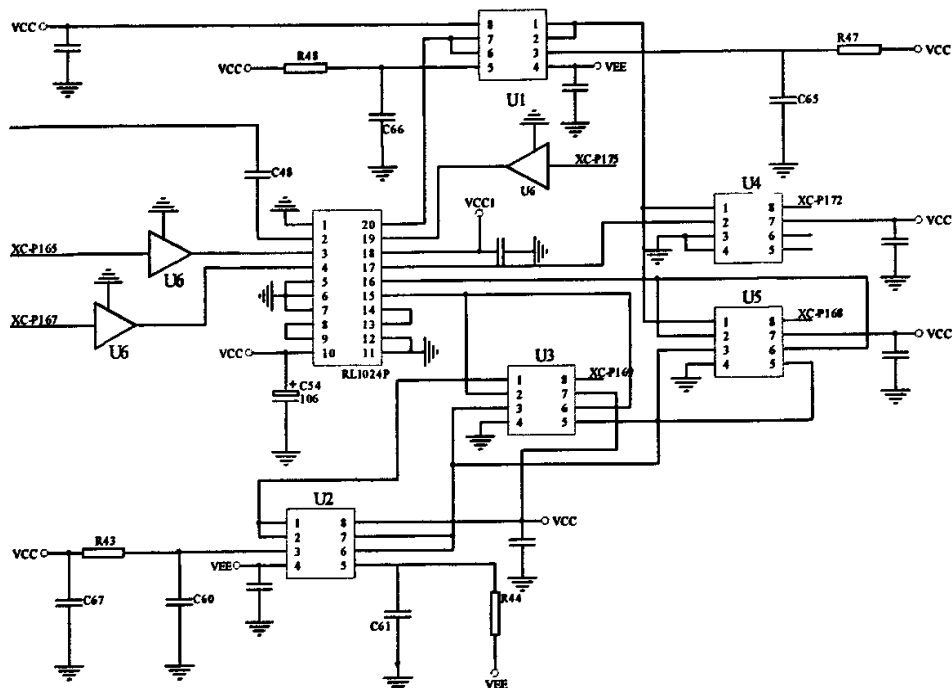 VCC
8 1
7 2
6 3
5 4
R48
VCC
VEE
R47
VCC
U1
C66
C65
C48
XC-P175
U6
VCC1
U4
XC-P172
1 8
2 7
3 6
4 5
VCC
XC-P165
U6
XC-P167
U6
1 20
2 19
3 18
4 17
5 16
6 15
7 14
8 13
9 12
10 11
RL1024P
VCC
C54
106
U5
XC-P168
1 8
2 7
3 6
4 5
VCC
U3
XC-P169
1 8
2 7
3 6
4 5
U2
1 8
2 7
3 6
4 5
VCC
VCC
R43
VEE
C67
C60
C61
R44
VEE